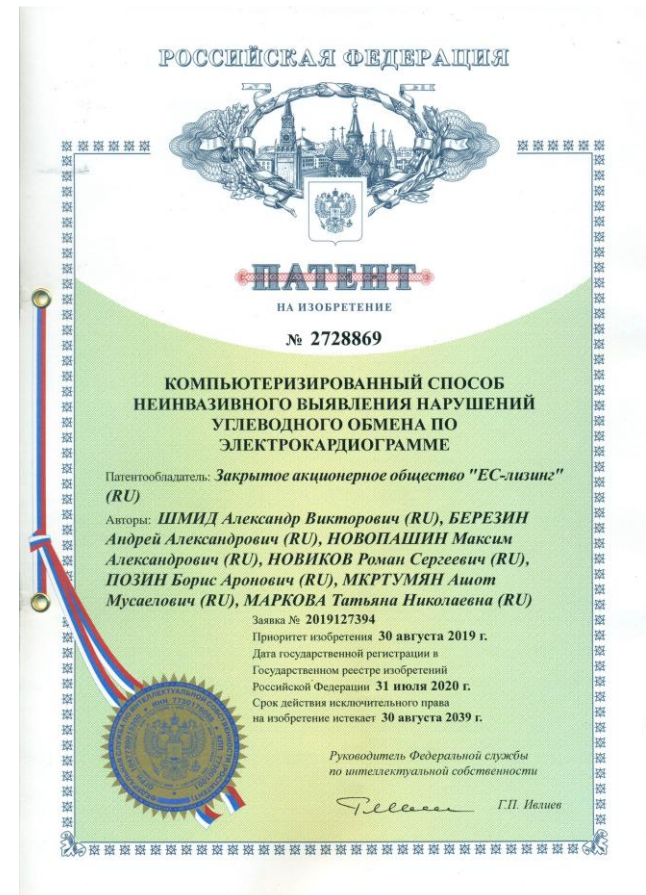 РОССИЙСКАЯ ФЕДЕРАЦИЯ
ПАТЕНТ
НА ИЗОБРЕТЕНИЕ
№ 2728869
КОМПЬЮТЕРИЗИРОВАННЫЙ СПОСОБ
НЕИНВАЗИВНОГО ВЫЯВЛЕНИЯ НАРУШЕНИЙ
УГЛЕВОДНОГО ОБМЕНА ПО
ЭЛЕКТРОКАРДИОГРАММЕ
Патентообладатель: Закрытое акционерное общество "ЕС-лизинг"
(RU)
Авторы: ШМИД Александр Викторович (RU), БЕРЕЗИН
Андрей Александрович (RU), НОВОПАШИН Максим
Александрович (RU), НОВИКОВ Роман Сергеевич (RU),
ПОЗИН Борис Аронович (RU), МКРТУМЯН Ашот
Мусаелович (RU), МАРКОВА Татьяна Николаевна (RU)
Заявка № 2019127394
Приоритет изобретения 30 августа 2019 г.
Дата государственной регистрации в
Государственном реестре изобретений
Российской Федерации 31 июля 2020 г.
Срок действия исключительного права
на изобретение истекает 30 августа 2039 г.
Руководитель Федеральной службы
по интеллектуальной собственности
Г.П. Ивлиев